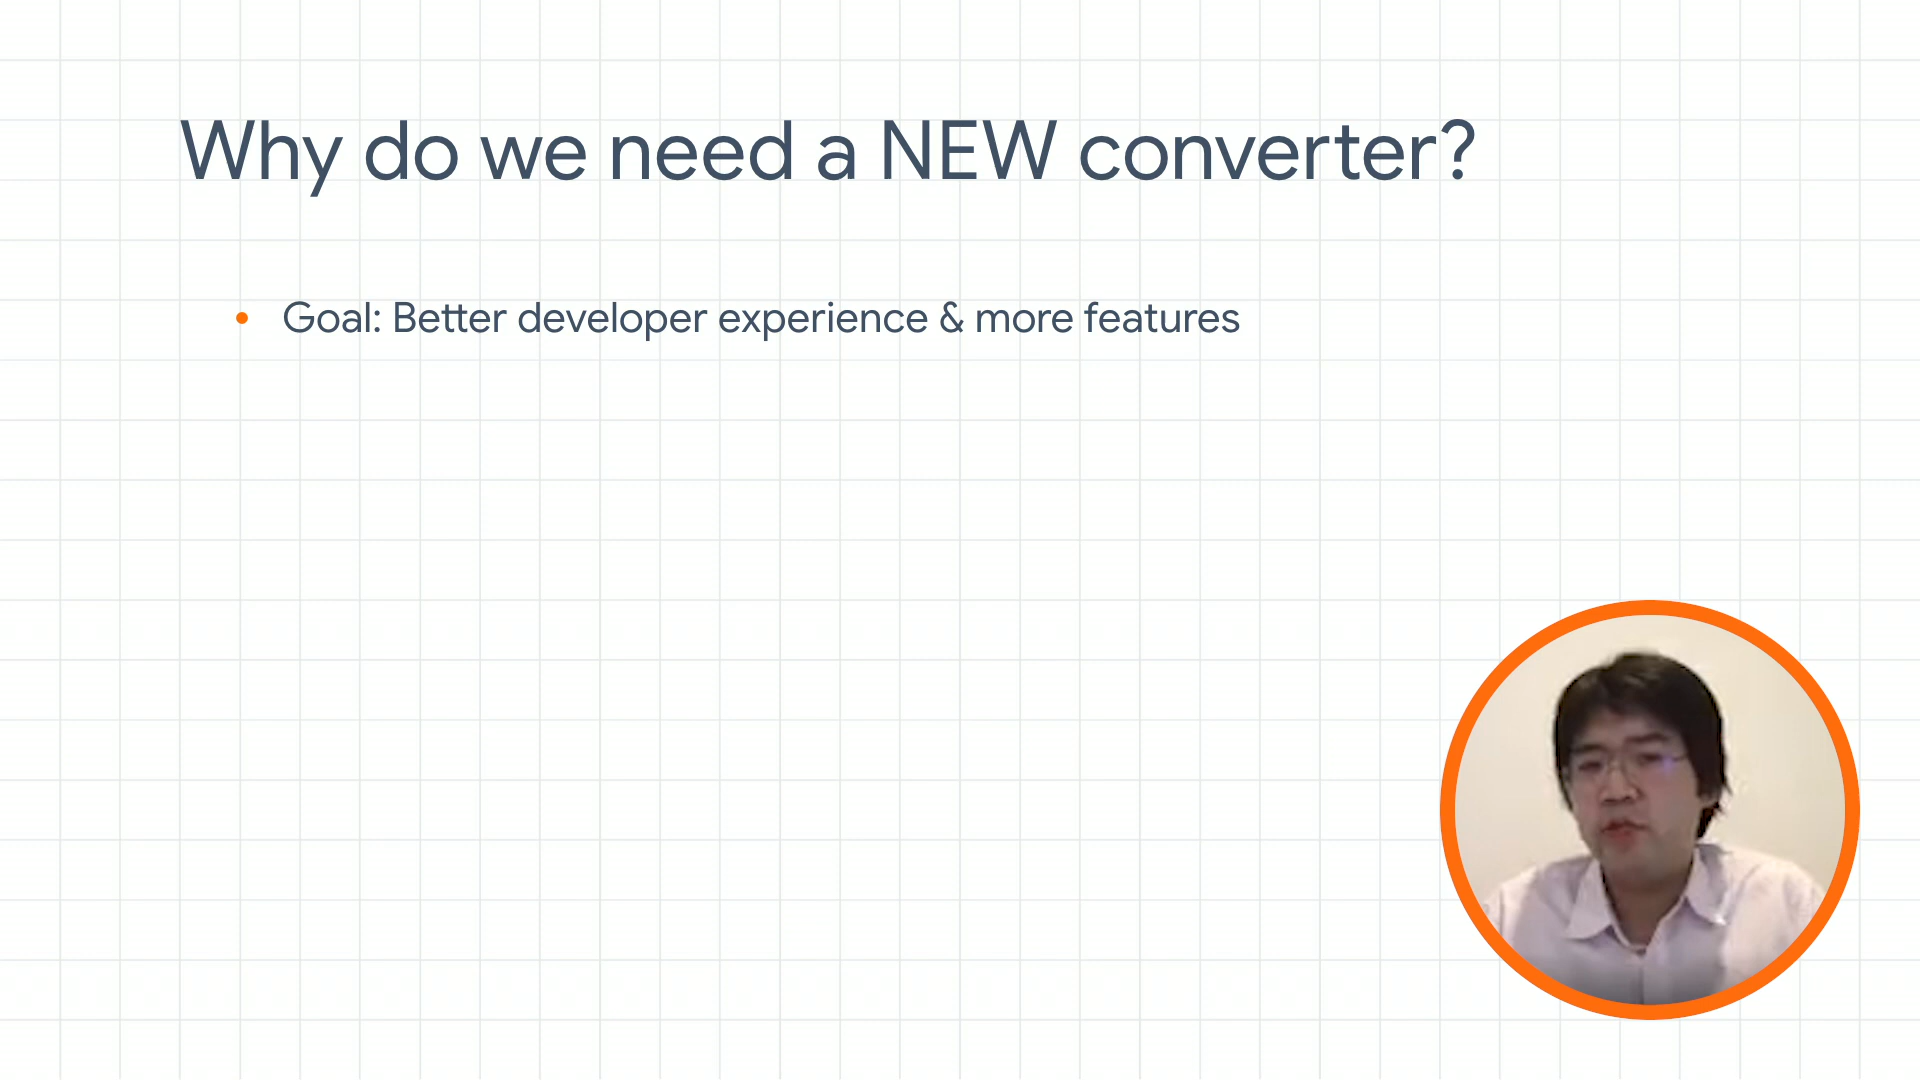 Why do we need a NEW converter?
Goal: Better developer experience & more features